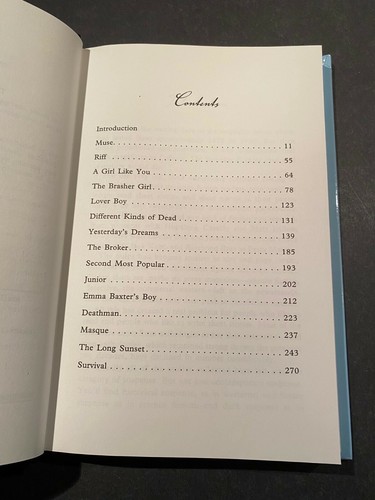 Contents
Introduction
Muse. . . . . . . . . . . . . . . . . . . . . . . . . . . . . . . . 11
Riff . . . . . . . . . . . . . . . . . . . . . . . . . . . . . . . . 55
A Girl Like You . . . . . . . . . . . . . . . . . . . . . . . . 64
The Brasher Girl. . . . . . . . . . . . . . . . . . . . . . . . 78
Lover Boy . . . . . . . . . . . . . . . . . . . . . . . . . . . 123
Different Kinds of Dead . . . . . . . . . . . . . . . . . . . 131
Yesterday's Dreams . . . . . . . . . . . . . . . . . . . . . . 139
The Broker. . . . . . . . . . . . . . . . . . . . . . . . . . . 185
Second Most Popular . . . . . . . . . . . . . . . . . . . . . 193
Junior . . . . . . . . . . . . . . . . . . . . . . . . . . . . . 202
Emma Baxter's Boy . . . . . . . . . . . . . . . . . . . . . . 212
Deathman. . . . . . . . . . . . . . . . . . . . . . . . . . . . 223
Masque . . . . . . . . . . . . . . . . . . . . . . . . . . . . . 237
The Long Sunset. . . . . . . . . . . . . . . . . . . . . . . . 243
Survival . . . . . . . . . . . . . . . . . . . . . . . . . . . . 270